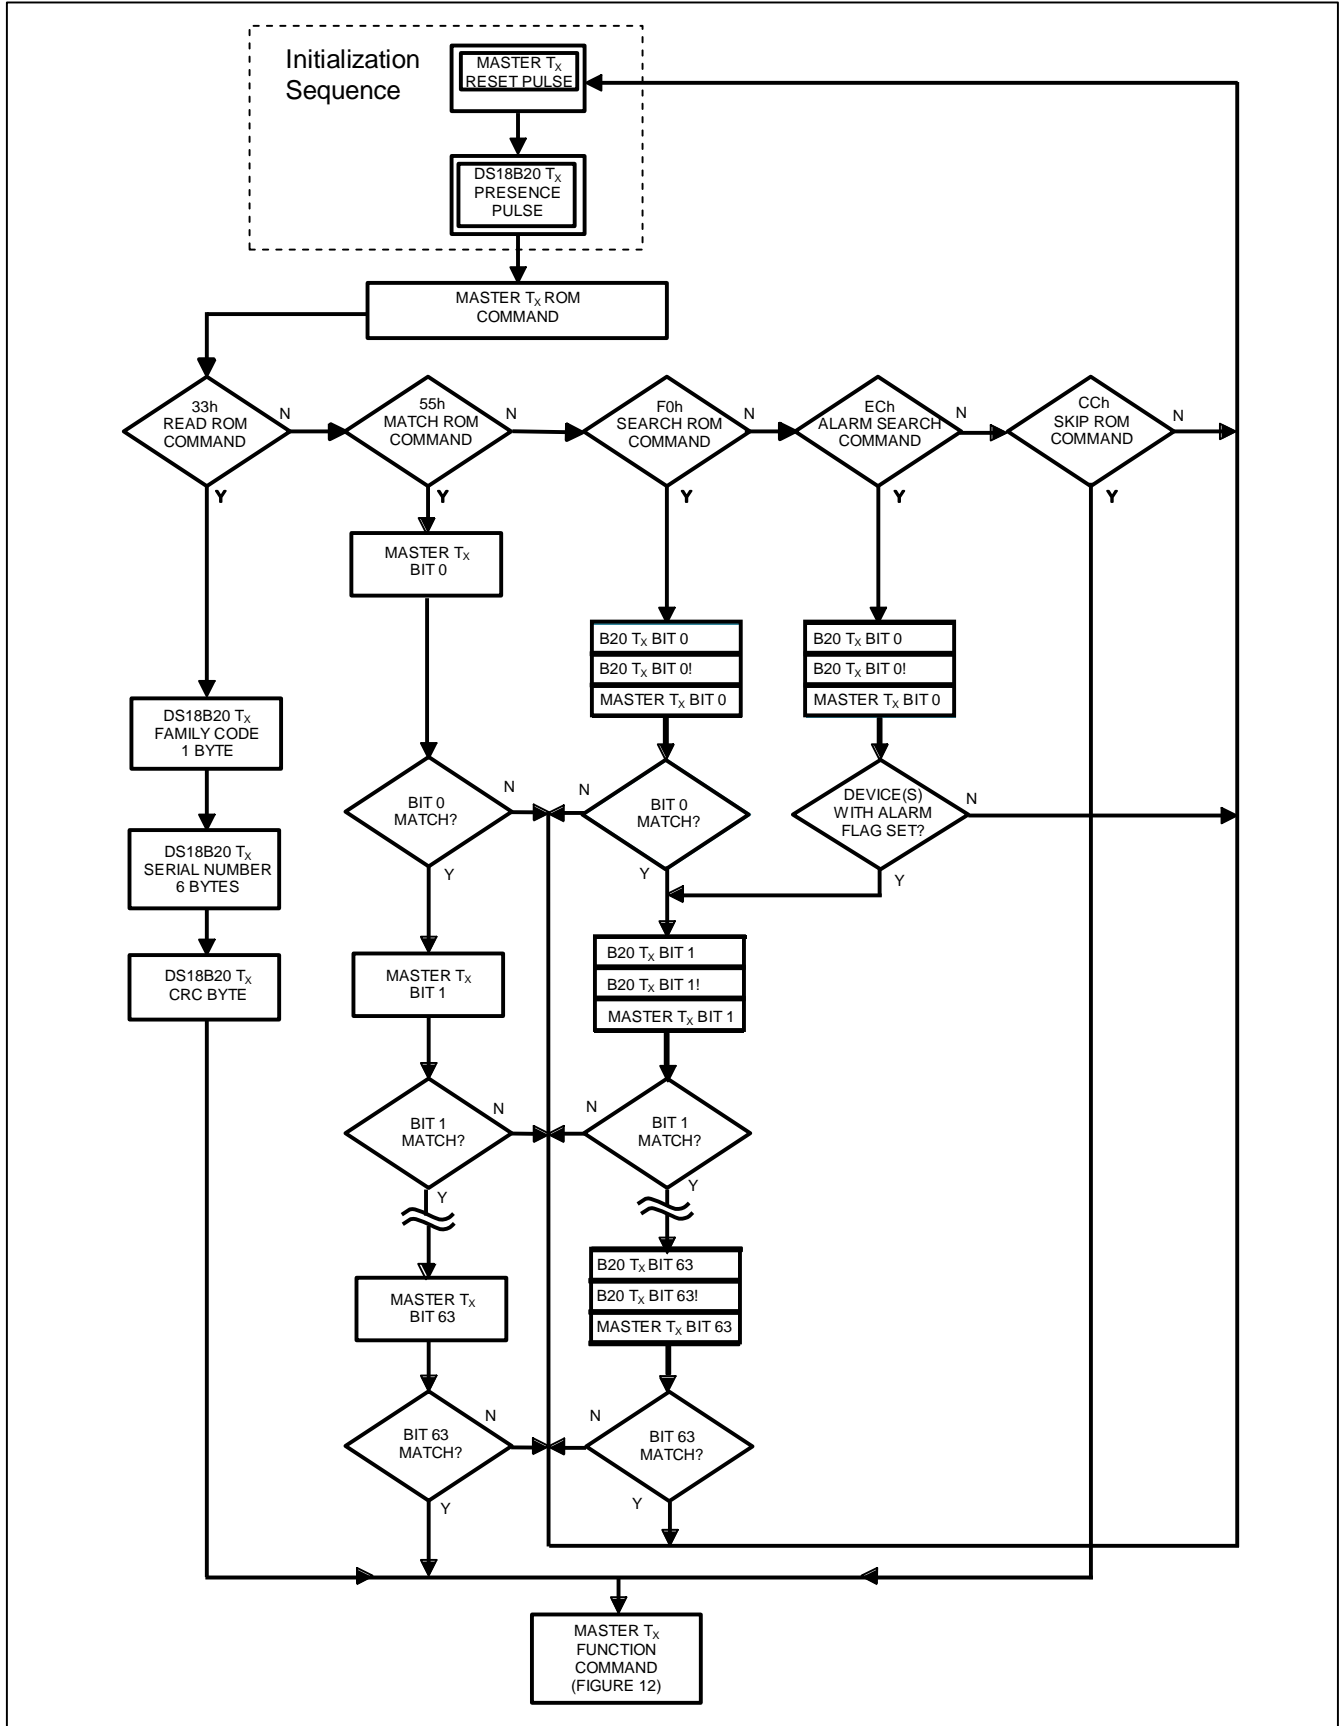 Initialization
Sequence
MASTER TX
RESET PULSE
DS18B20 TX
PRESENCE
PULSE
MASTER TX ROM
COMMAND
33h
READ ROM
COMMAND
N
Y
55h
MATCH ROM
COMMAND
N
Y
F0h
SEARCH ROM
COMMAND
N
Y
ECh
ALARM SEARCH
COMMAND
N
Y
CCh
SKIP ROM
COMMAND
N
Y
MASTER TX
BIT 0
B20 TX BIT 0
B20 TX BIT 0!
MASTER TX BIT 0
B20 TX BIT 0
B20 TX BIT 0!
MASTER TX BIT 0
DS18B20 TX
FAMILY CODE
1 BYTE
BIT 0
MATCH?
N
Y
N
BIT 0
MATCH?
Y
DEVICE(S)
WITH ALARM
FLAG SET?
N
Y
DS18B20 TX
SERIAL NUMBER
6 BYTES
DS18B20 TX
CRC BYTE
MASTER TX
BIT 1
B20 TX BIT 1
B20 TX BIT 1!
MASTER TX BIT 1
BIT 1
MATCH?
N
Y
N
BIT 1
MATCH?
Y
MASTER TX
BIT 63
B20 TX BIT 63
B20 TX BIT 63!
MASTER TX BIT 63
BIT 63
MATCH?
N
Y
N
BIT 63
MATCH?
Y
MASTER TX
FUNCTION
COMMAND
(FIGURE 12)